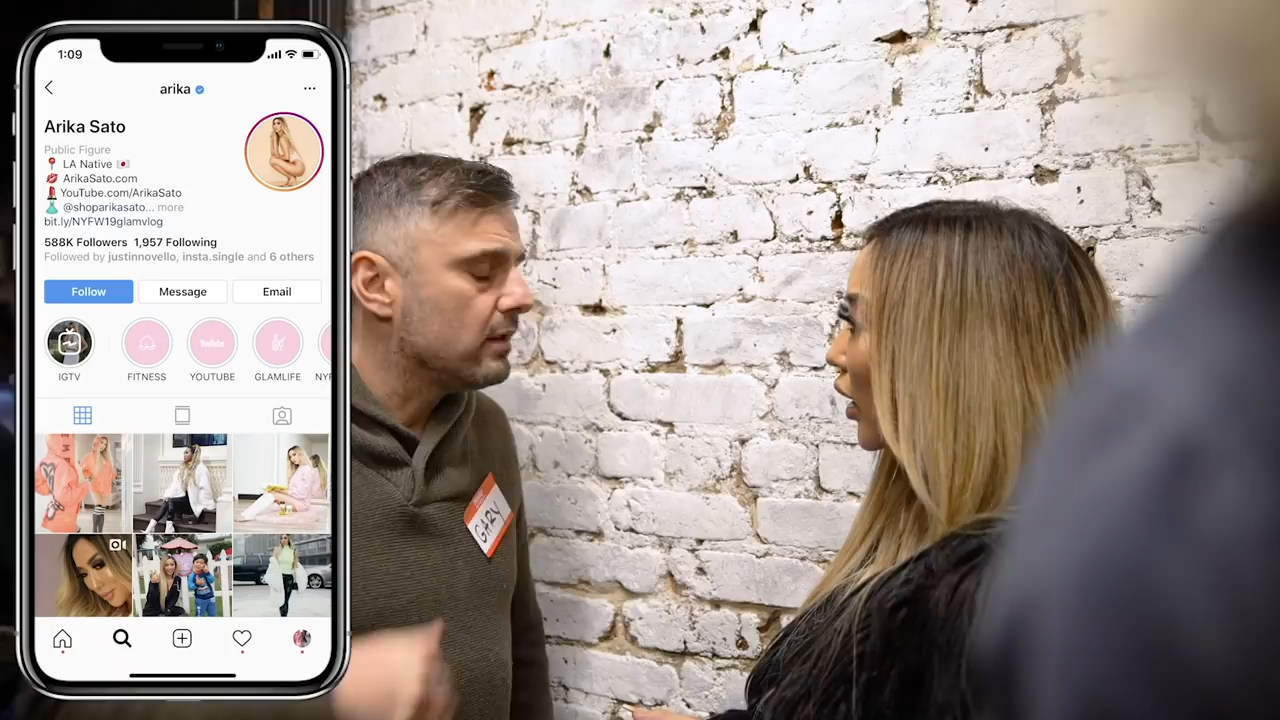 1:09
arika
Arika Sato
Public Figure
LA Native
ArikaSato.com
YouTube.com/ArikaSato
@shoparikasato... more
bit.ly/NYFW19glamvlog
588K Followers 1,957 Following
Followed by justinnovello, insta.single and 6 others
Follow Message Email
YouTube
IGTV FITNESS YOUTUBE GLAMLIFE NYF
GARY